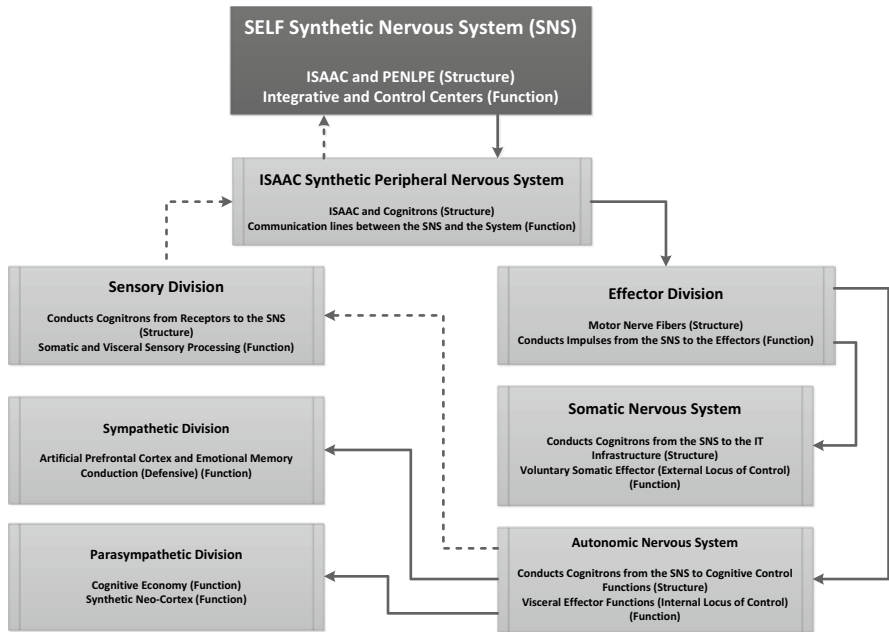 SELF Synthetic Nervous System (SNS)
ISAAC and PENLPE (Structure)
Integrative and Control Centers (Function)
ISAAC Synthetic Peripheral Nervous System
ISAAC and Cognitrons (Structure)
Communication lines between the SNS and the System (Function)
Sensory Division
Conducts Cognitrons from Receptors to the SNS
(Structure)
Somatic and Visceral Sensory Processing (Function)
Effector Division
Motor Nerve Fibers (Structure)
Conducts Impulses from the SNS to the Effectors (Function)
Sympathetic Division
Artificial Prefrontal Cortex and Emotional Memory
Conduction (Defensive) (Function)
Somatic Nervous System
Conducts Cognitrons from the SNS to the IT
Infrastructure (Structure)
Voluntary Somatic Effector (External Locus of Control)
(Function)
Parasympathetic Division
Cognitive Economy (Function)
Synthetic Neo-Cortex (Function)
Autonomic Nervous System
Conducts Cognitrons from the SNS to Cognitive Control
Functions (Structure)
Visceral Effector Functions (Internal Locus of Control)
(Function)